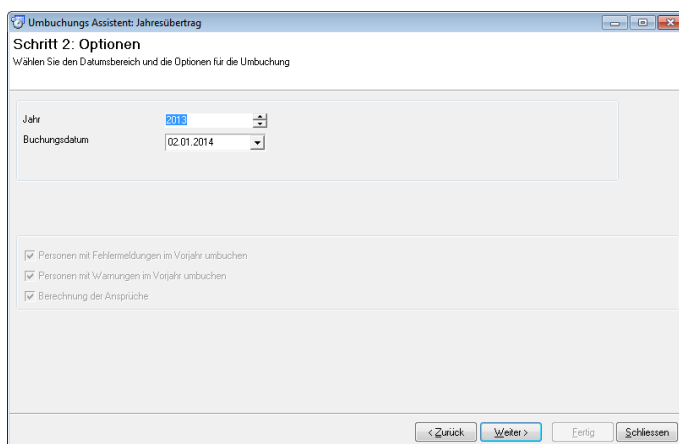 Umbuchungs Assistent: Jahresübertrag
Schritt 2: Optionen
Wählen Sie den Datumsbereich und die Optionen für die Umbuchung
Jahr 2013
Buchungsdatum 02.01.2014
Personen mit Fehlermeldungen im Vorjahr umbuchen
Personen mit Warnungen im Vorjahr umbuchen
Berechnung der Ansprüche
< Zurück Weiter > Fertig Schliessen